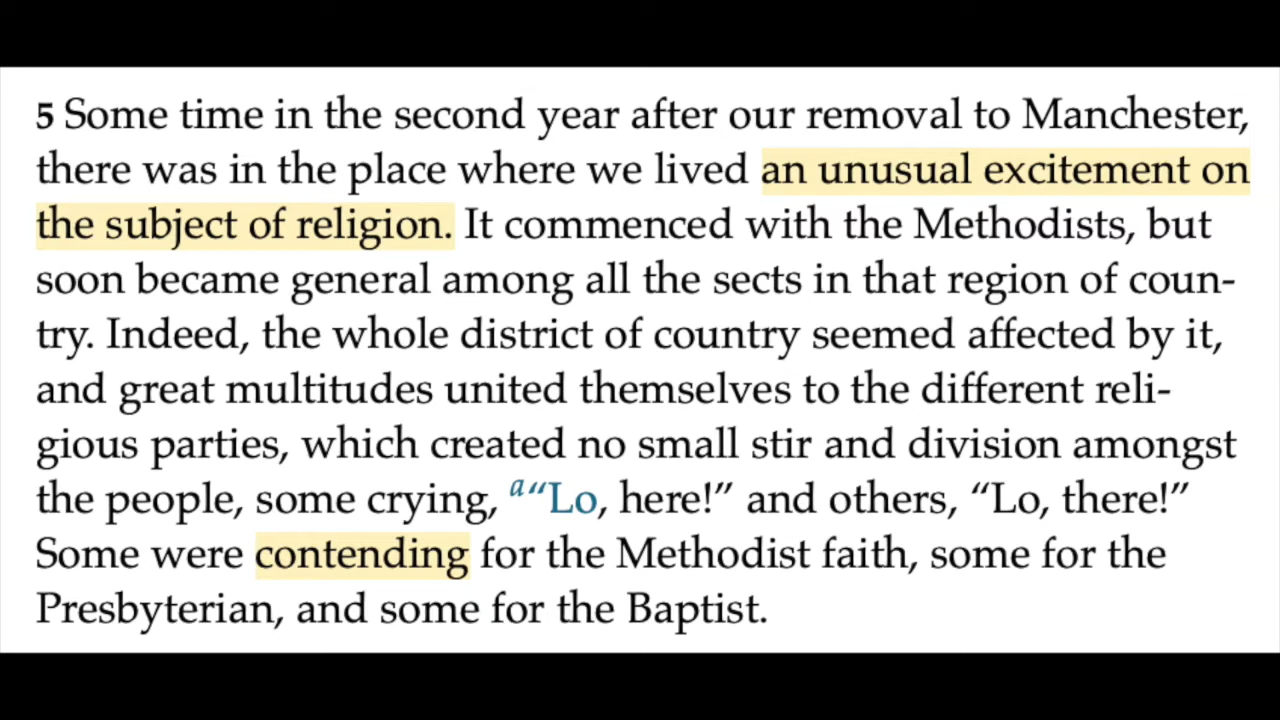 5 Some time in the second year after our removal to Manchester,
there was in the place where we lived an unusual excitement on
the subject of religion. It commenced with the Methodists, but
soon became general among all the sects in that region of coun-
try. Indeed, the whole district of country seemed affected by it,
and great multitudes united themselves to the different reli-
gious parties, which created no small stir and division amongst
the people, some crying, a“Lo, here!” and others, “Lo, there!”
Some were contending for the Methodist faith, some for the
Presbyterian, and some for the Baptist.